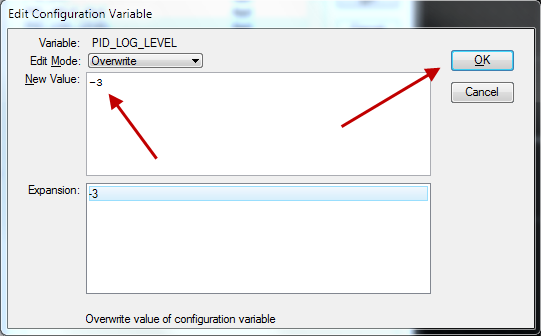 Edit Configuration Variable
Variable: PID_LOG_LEVEL
Edit Mode: Overwrite
OK
New Value: -3
Cancel
Expansion: -3
Overwrite value of configuration variable